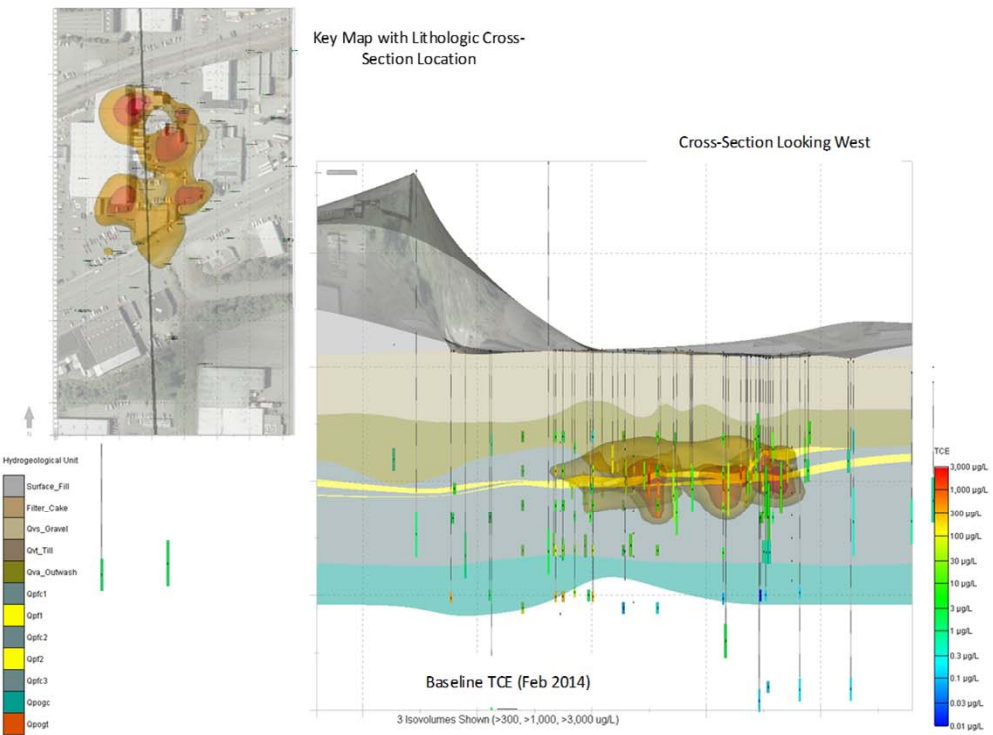 Key Map with Lithologic Cross-
Section Location
Cross-Section Looking West
N
Hydrogeological Unit
Surface_Fill
Filter_Cake
Qvs_Gravel
Qvt_Till
Qva_Outwash
Qpfc1
Qpf1
Qpfc2
Qpf2
Qpfc3
Qpogc
Qpogt
TCE
3,000 µg/L
1,000 µg/L
300 µg/L
100 µg/L
30 µg/L
10 µg/L
3 µg/L
1 µg/L
0.3 µg/L
0.1 µg/L
0.03 µg/L
0.01 µg/L
Baseline TCE (Feb 2014)
3 Isovolumes Shown (>300, >1,000, >3,000 ug/L)